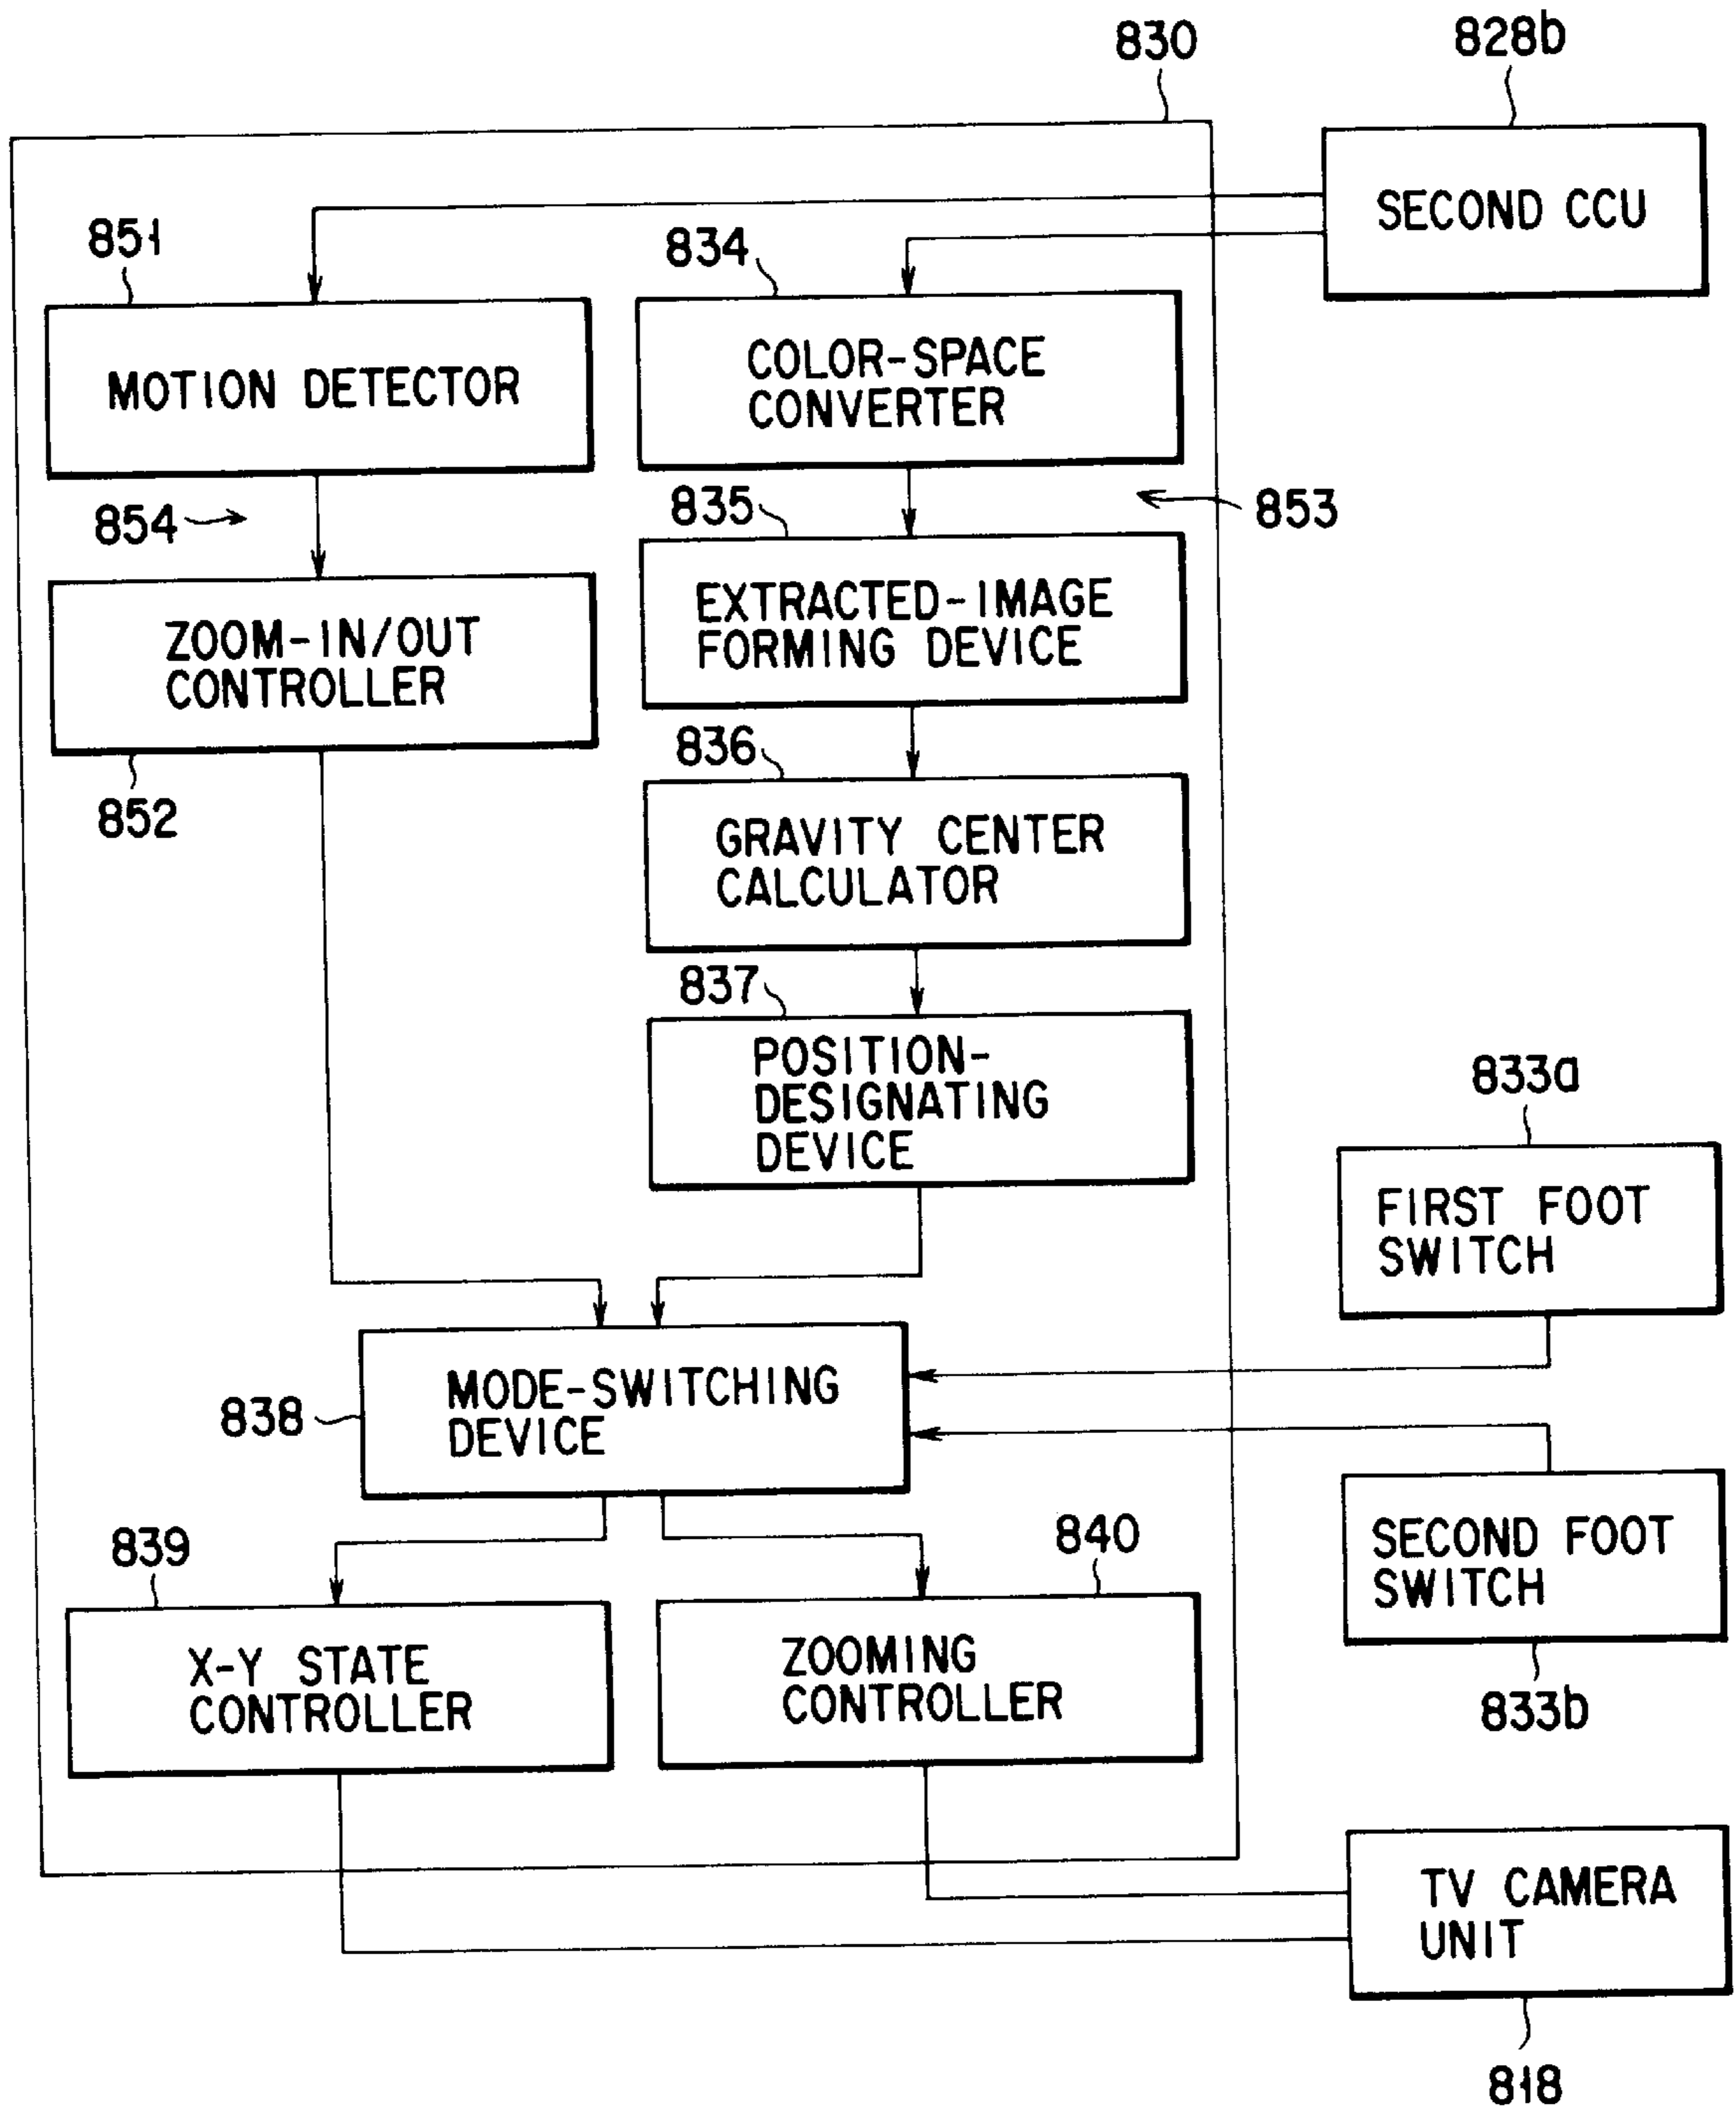 830
828b
SECOND CCU
851
834
MOTION DETECTOR
COLOR-SPACE
CONVERTER
854
835
853
EXTRACTED-IMAGE
FORMING DEVICE
ZOOM-IN/OUT
CONTROLLER
852
836
GRAVITY CENTER
CALCULATOR
837
POSITION-
DESIGNATING
DEVICE
833a
FIRST FOOT
SWITCH
838
MODE-SWITCHING
DEVICE
839
840
SECOND FOOT
SWITCH
833b
X-Y STATE
CONTROLLER
ZOOMING
CONTROLLER
TV CAMERA
UNIT
818